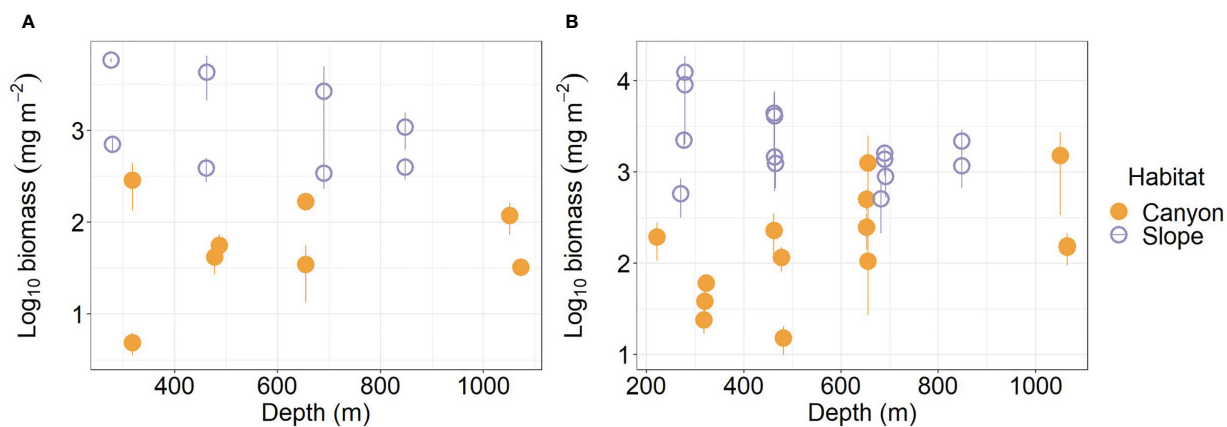 A
Log10 biomass (mg m−2)
3
2
1
400 600 800 1000
Depth (m)
B
Log10 biomass (mg m−2)
4
3
2
1
200 400 600 800 1000
Depth (m)
Habitat
Canyon
Slope